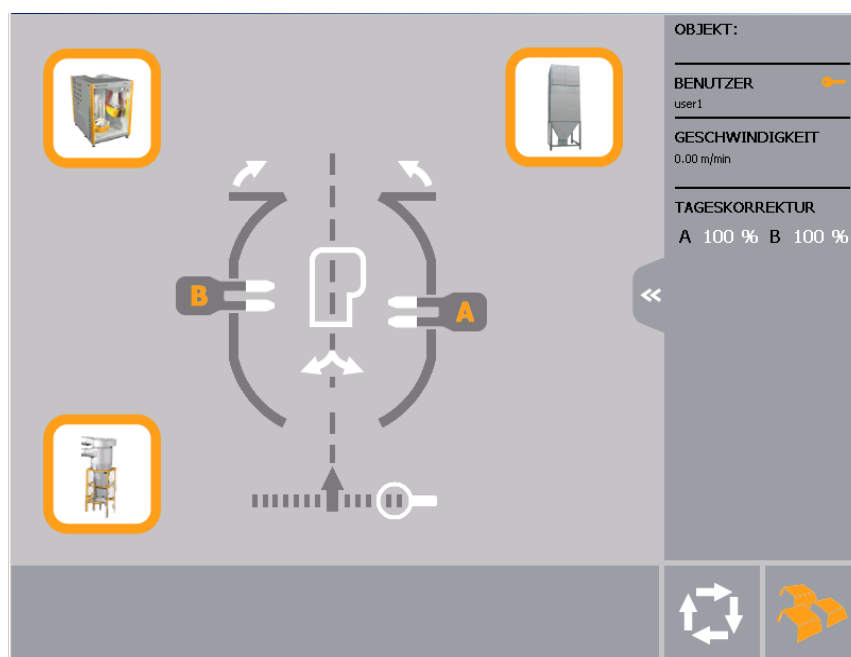 OBJEKT:
BENUTZER
user1
GESCHWINDIGKEIT
0.00 m/min
TAGESKORREKTUR
A 100 % B 100 %
B
A